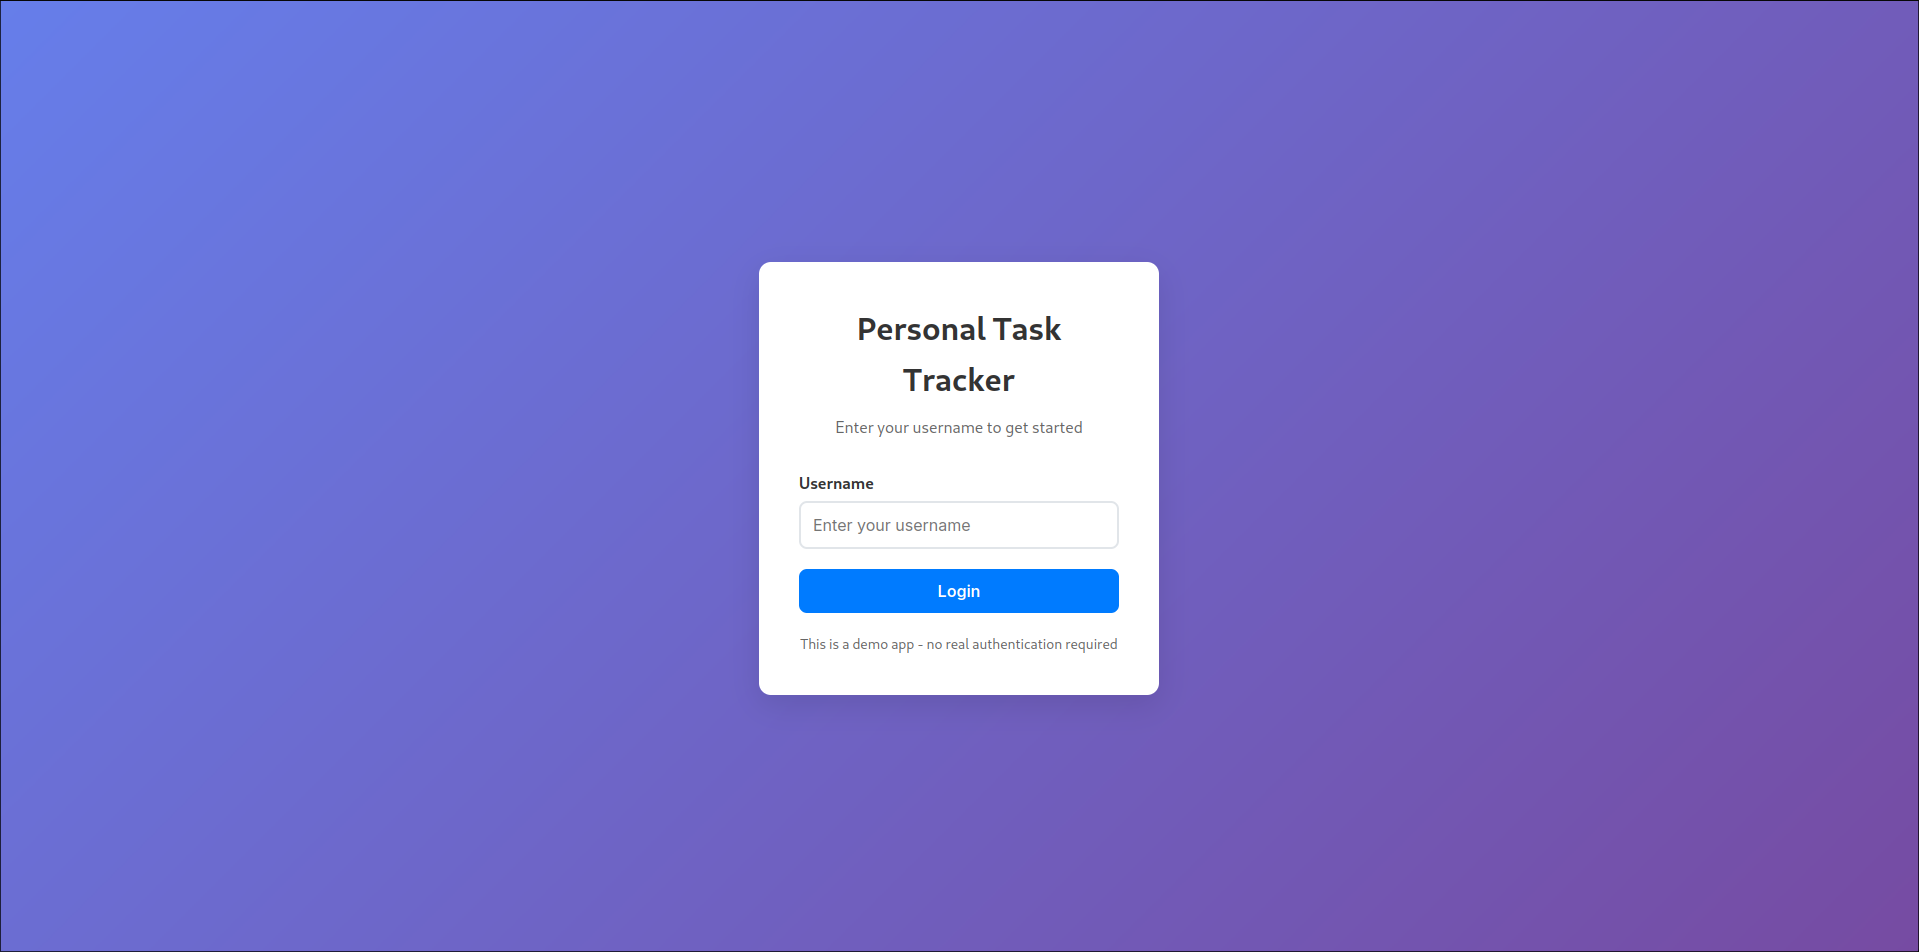 Personal Task
Tracker
Enter your username to get started
Username
Enter your username
Login
This is a demo app - no real authentication required